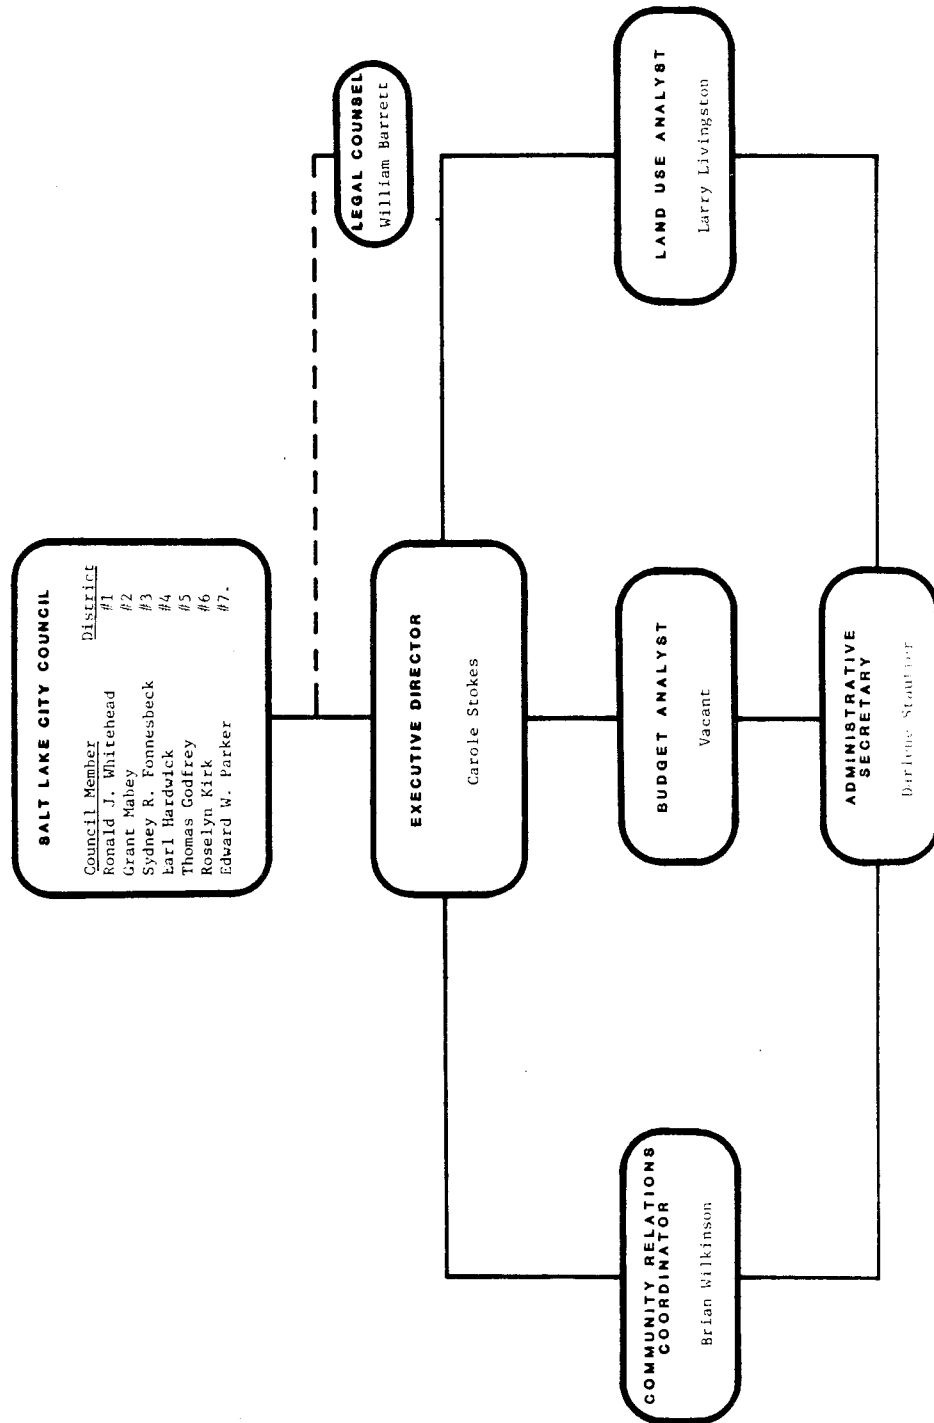 SALT LAKE CITY COUNCIL
Council Member District
Ronald J. Whitehead #1
Grant Mabey #2
Sydney R. Fonnesbeck #3
Earl Hardwick #4
Thomas Godfrey #5
Roselyn Kirk #6
Edward W. Parker #7.
LEGAL COUNSEL
William Barrett
EXECUTIVE DIRECTOR
Carole Stokes
COMMUNITY RELATIONS
COORDINATOR
Brian Wilkinson
BUDGET ANALYST
Vacant
LAND USE ANALYST
Larry Livingston
ADMINISTRATIVE
SECRETARY
Darlene